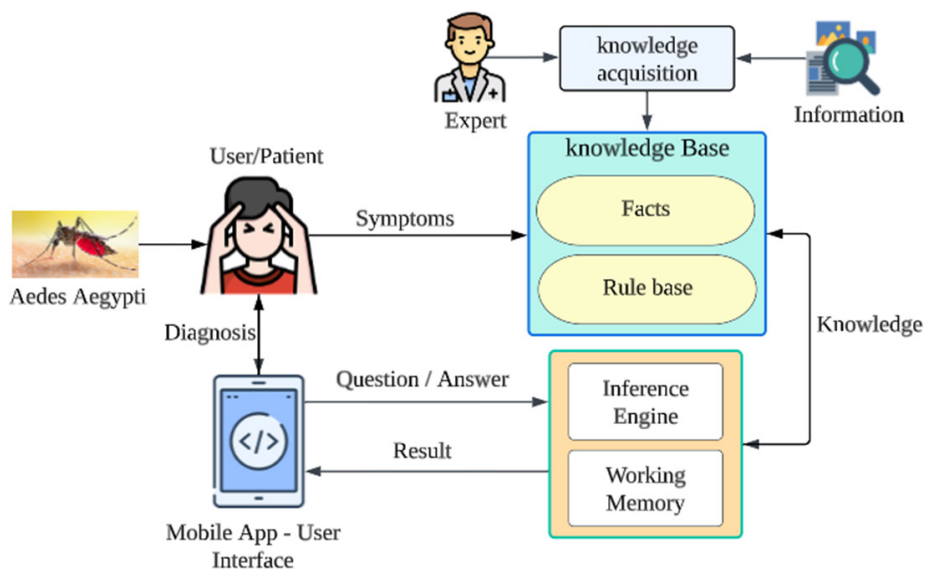 knowledge
acquisition
Expert
Information
knowledge Base
User/Patient
Facts
Symptoms
Rule base
Aedes Aegypti
Diagnosis
Knowledge
Question / Answer
Inference
Engine
Result
Working
Memory
Mobile App - User
Interface